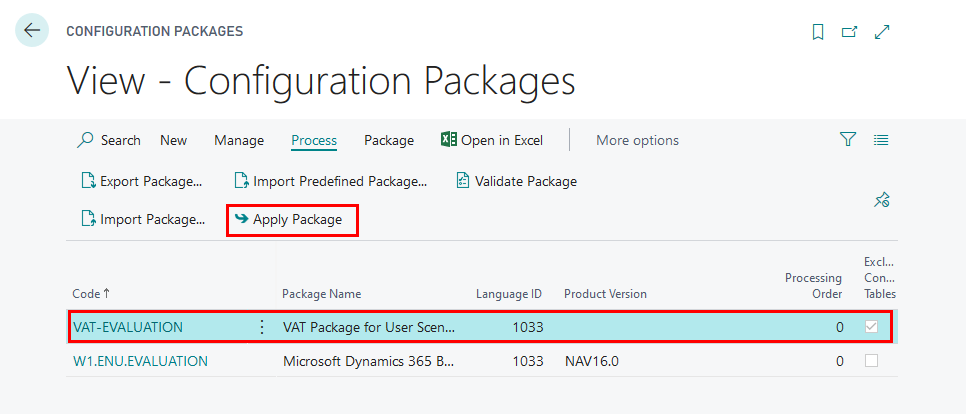 CONFIGURATION PACKAGES
View - Configuration Packages
Search New Manage Process Package Open in Excel More options
Export Package... Import Predefined Package... Validate Package
Import Package... Apply Package
Code ↑ Package Name Language ID Product Version Processing Order Excl... Con... Tables
VAT-EVALUATION VAT Package for User Scen... 1033 0
W1.ENU.EVALUATION Microsoft Dynamics 365 B... 1033 NAV16.0 0